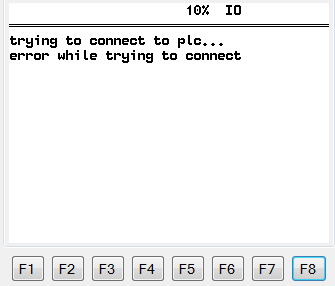 10% IO
trying to connect to plc...
error while trying to connect
F1 F2 F3 F4 F5 F6 F7 F8